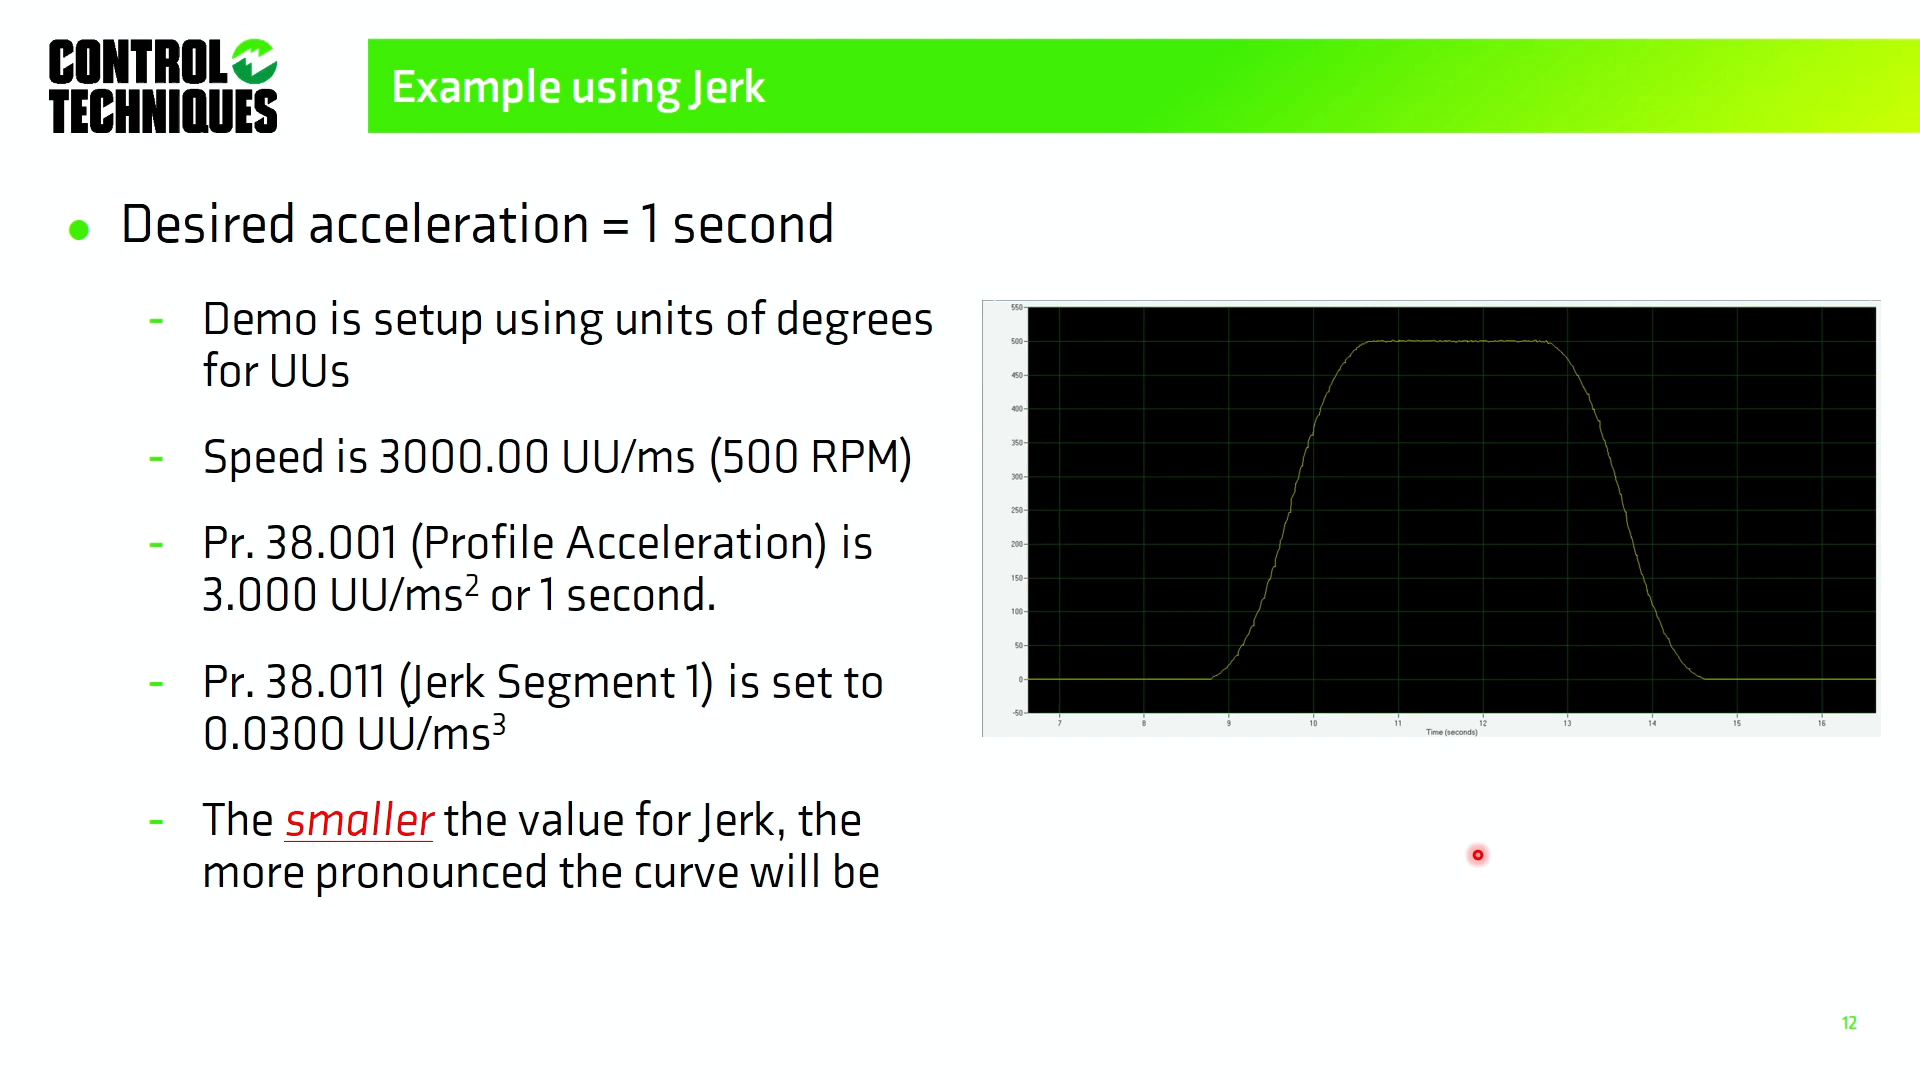 CONTROL
TECHNIQUES
Example using Jerk
Desired acceleration = 1 second
- Demo is setup using units of degrees
for UUs
- Speed is 3000.00 UU/ms (500 RPM)
- Pr. 38.001 (Profile Acceleration) is
3.000 UU/ms² or 1 second.
- Pr. 38.011 (Jerk Segment 1) is set to
0.0300 UU/ms³
- The smaller the value for Jerk, the
more pronounced the curve will be
550
500
450
400
350
300
250
200
150
100
50
0
-50
7 8 9 10 11 12 13 14 15 16
Time (seconds)
12